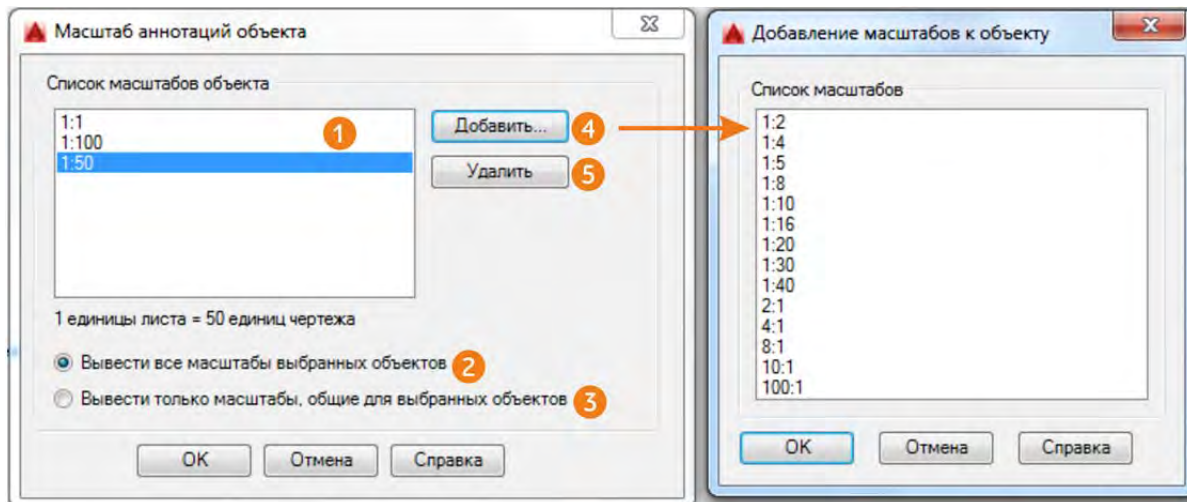 Масштаб аннотаций объекта
Список масштабов объекта
1:1
1:100
1:50
1
Добавить...
4
Удалить
5
1 единицы листа = 50 единиц чертежа
Вывести все масштабы выбранных объектов
2
Вывести только масштабы, общие для выбранных объектов
3
OK
Отмена
Справка
Добавление масштабов к объекту
Список масштабов
1:2
1:4
1:5
1:8
1:10
1:16
1:20
1:30
1:40
2:1
4:1
8:1
10:1
100:1
OK
Отмена
Справка